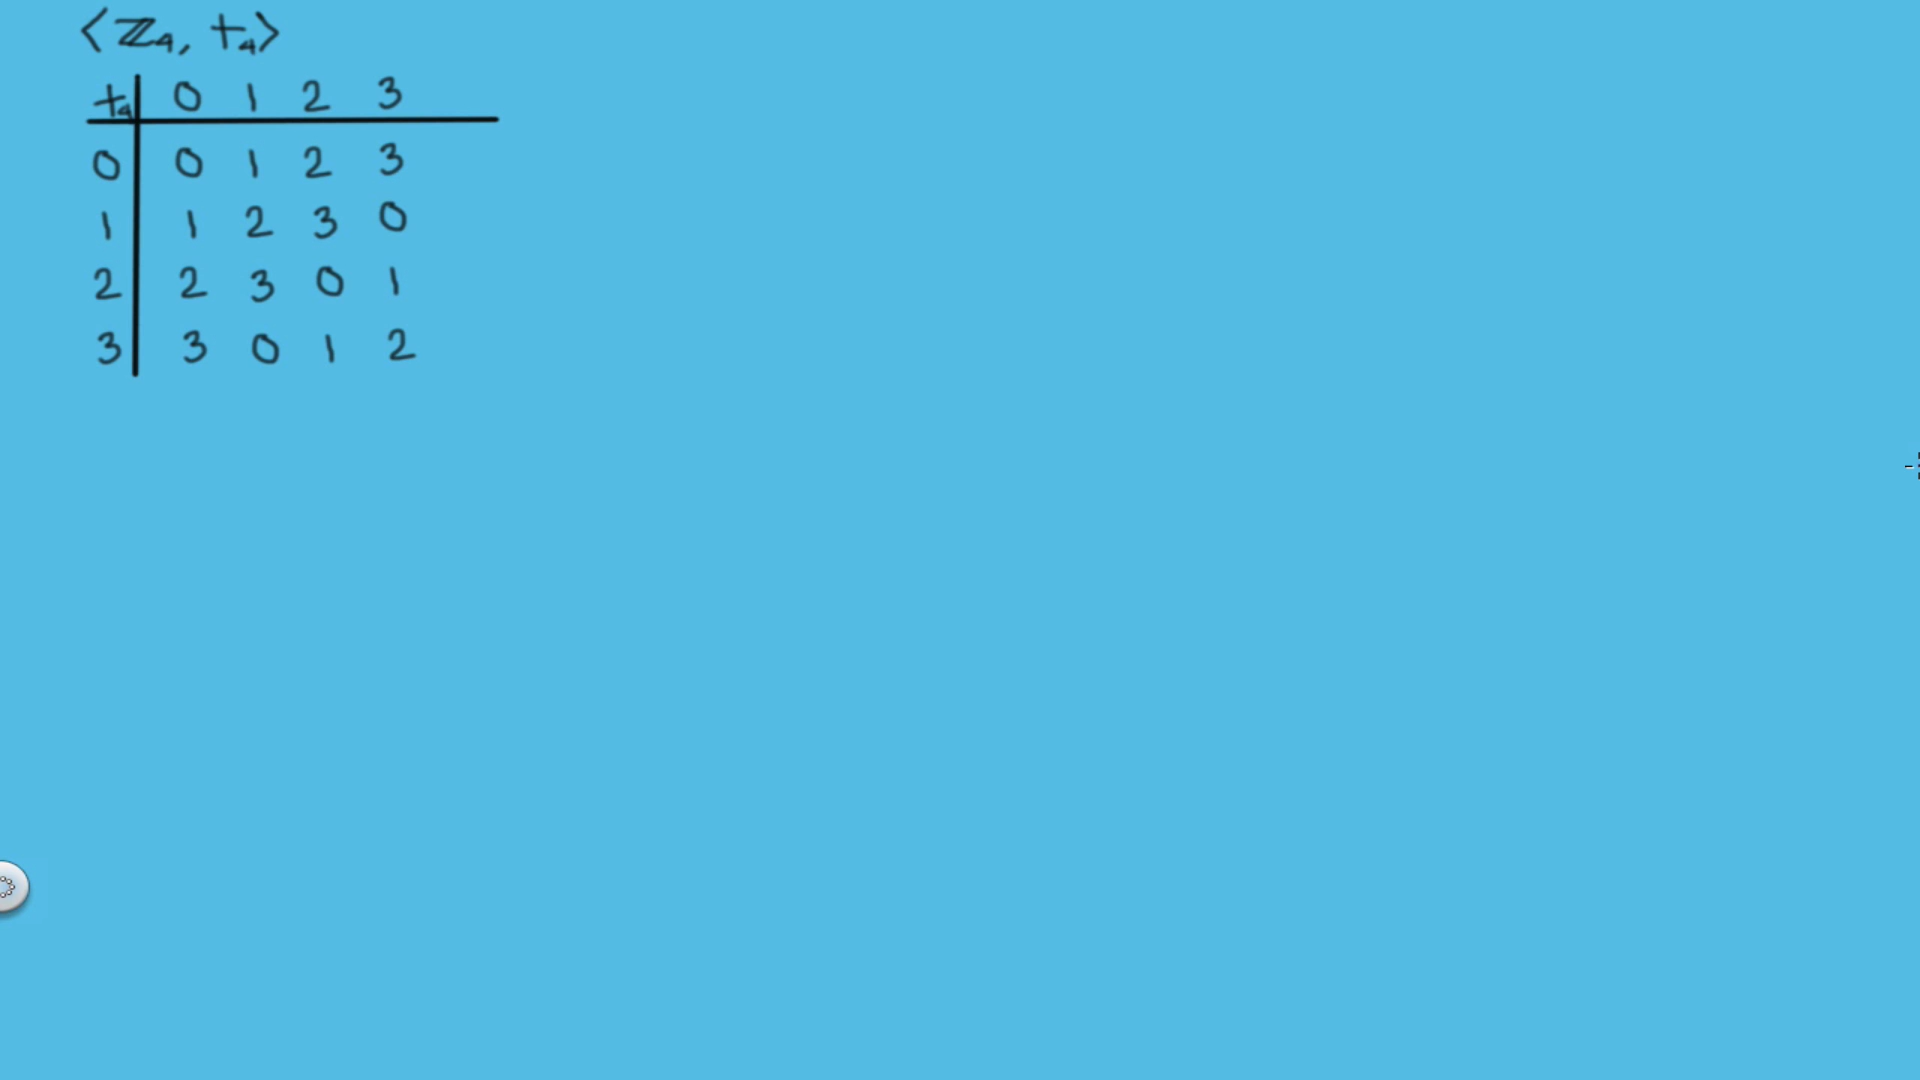 ⟨ℤ₄, +₄⟩
+₄ 0 1 2 3
0 0 1 2 3
1 1 2 3 0
2 2 3 0 1
3 3 0 1 2